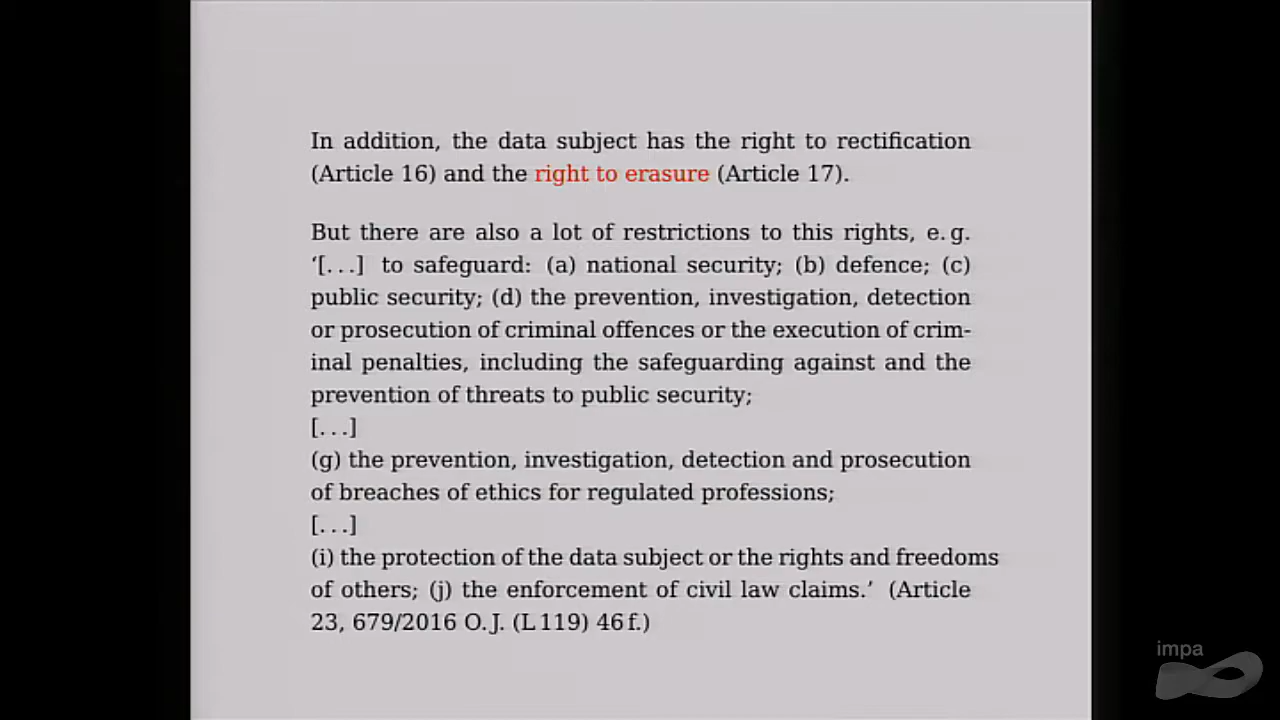 In addition, the data subject has the right to rectification
(Article 16) and the right to erasure (Article 17).
But there are also a lot of restrictions to this rights, e. g.
‘[. . .] to safeguard: (a) national security; (b) defence; (c)
public security; (d) the prevention, investigation, detection
or prosecution of criminal offences or the execution of crim-
inal penalties, including the safeguarding against and the
prevention of threats to public security;
[. . .]
(g) the prevention, investigation, detection and prosecution
of breaches of ethics for regulated professions;
[. . .]
(i) the protection of the data subject or the rights and freedoms
of others; (j) the enforcement of civil law claims.’ (Article
23, 679/2016 O. J. (L 119) 46 f.)
impa